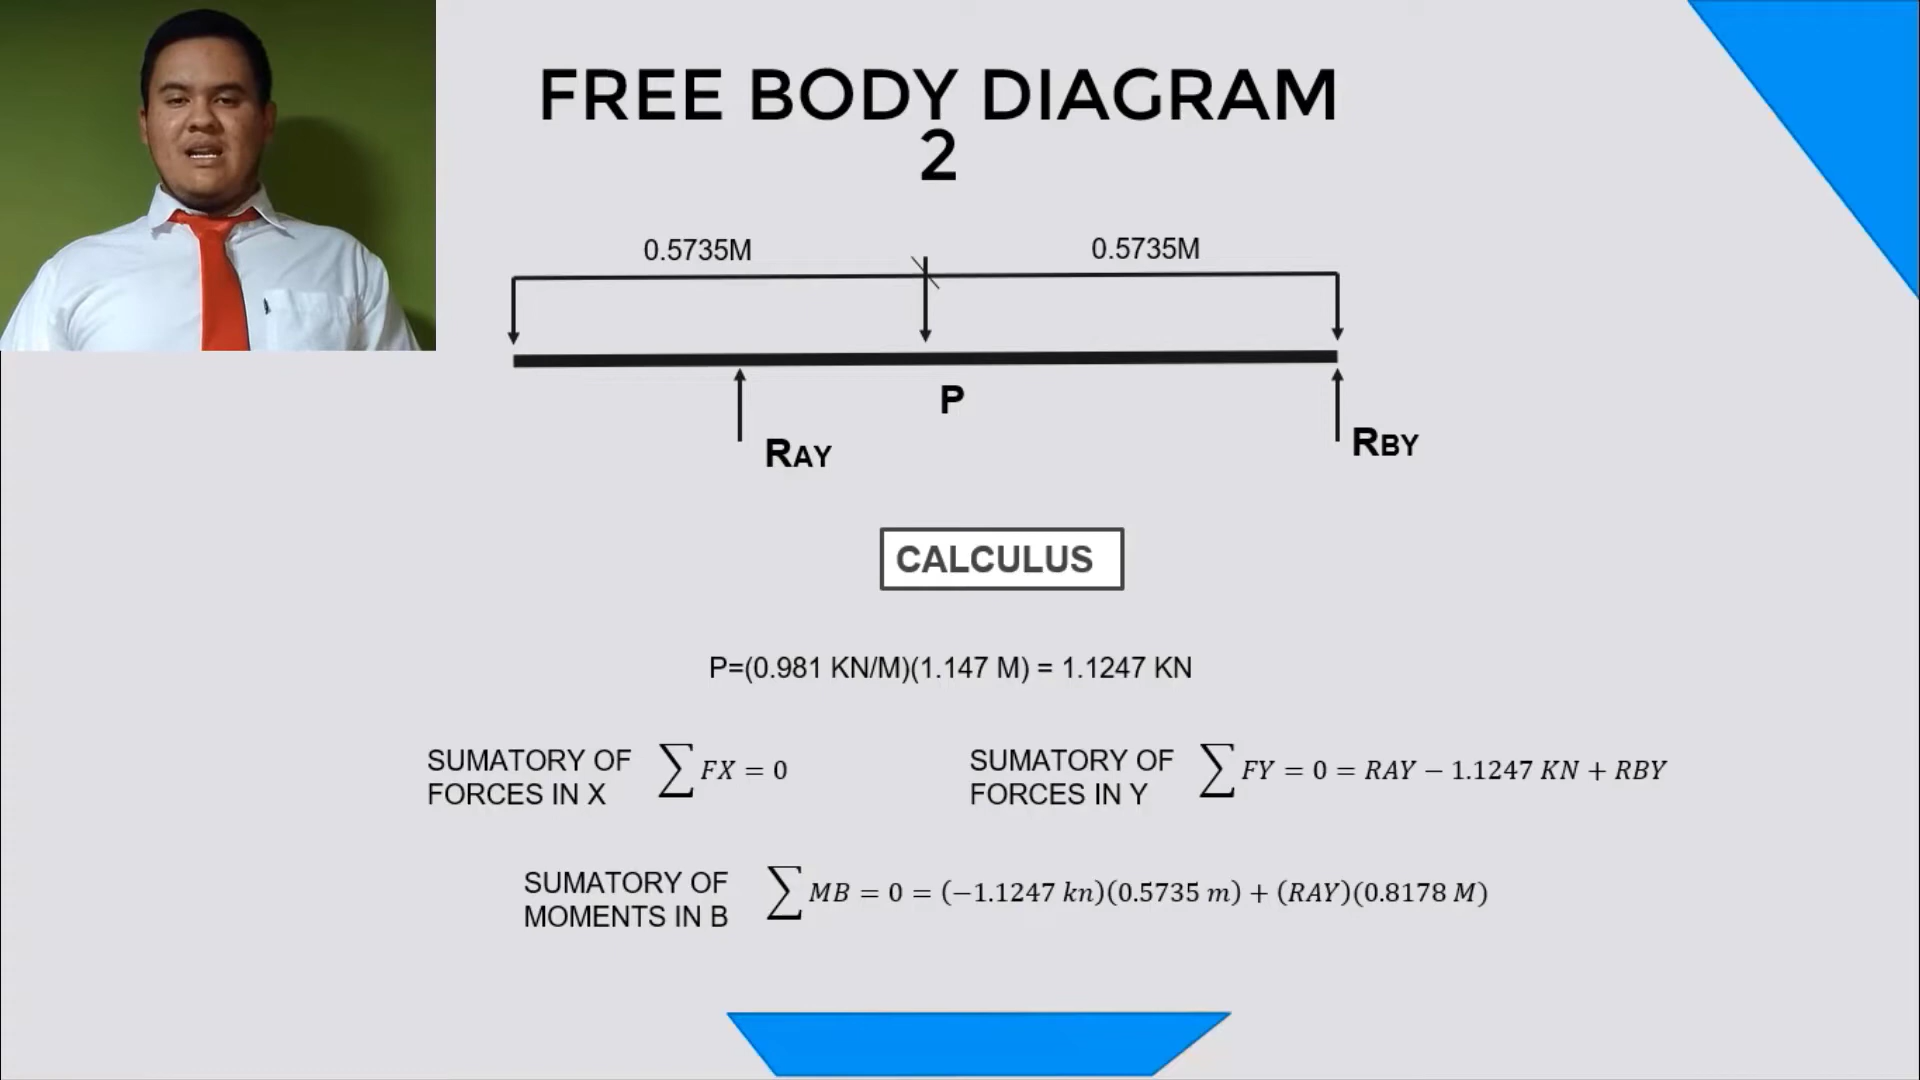 FREE BODY DIAGRAM
2
0.5735M
0.5735M
P
RAY
RBY
CALCULUS
P=(0.981 KN/M)(1.147 M) = 1.1247 KN
SUMATORY OF
FORCES IN X
∑ FX = 0
SUMATORY OF
FORCES IN Y
∑ FY = 0 = RAY − 1.1247 KN + RBY
SUMATORY OF
MOMENTS IN B
∑ MB = 0 = (−1.1247 kn)(0.5735 m) + (RAY)(0.8178 M)